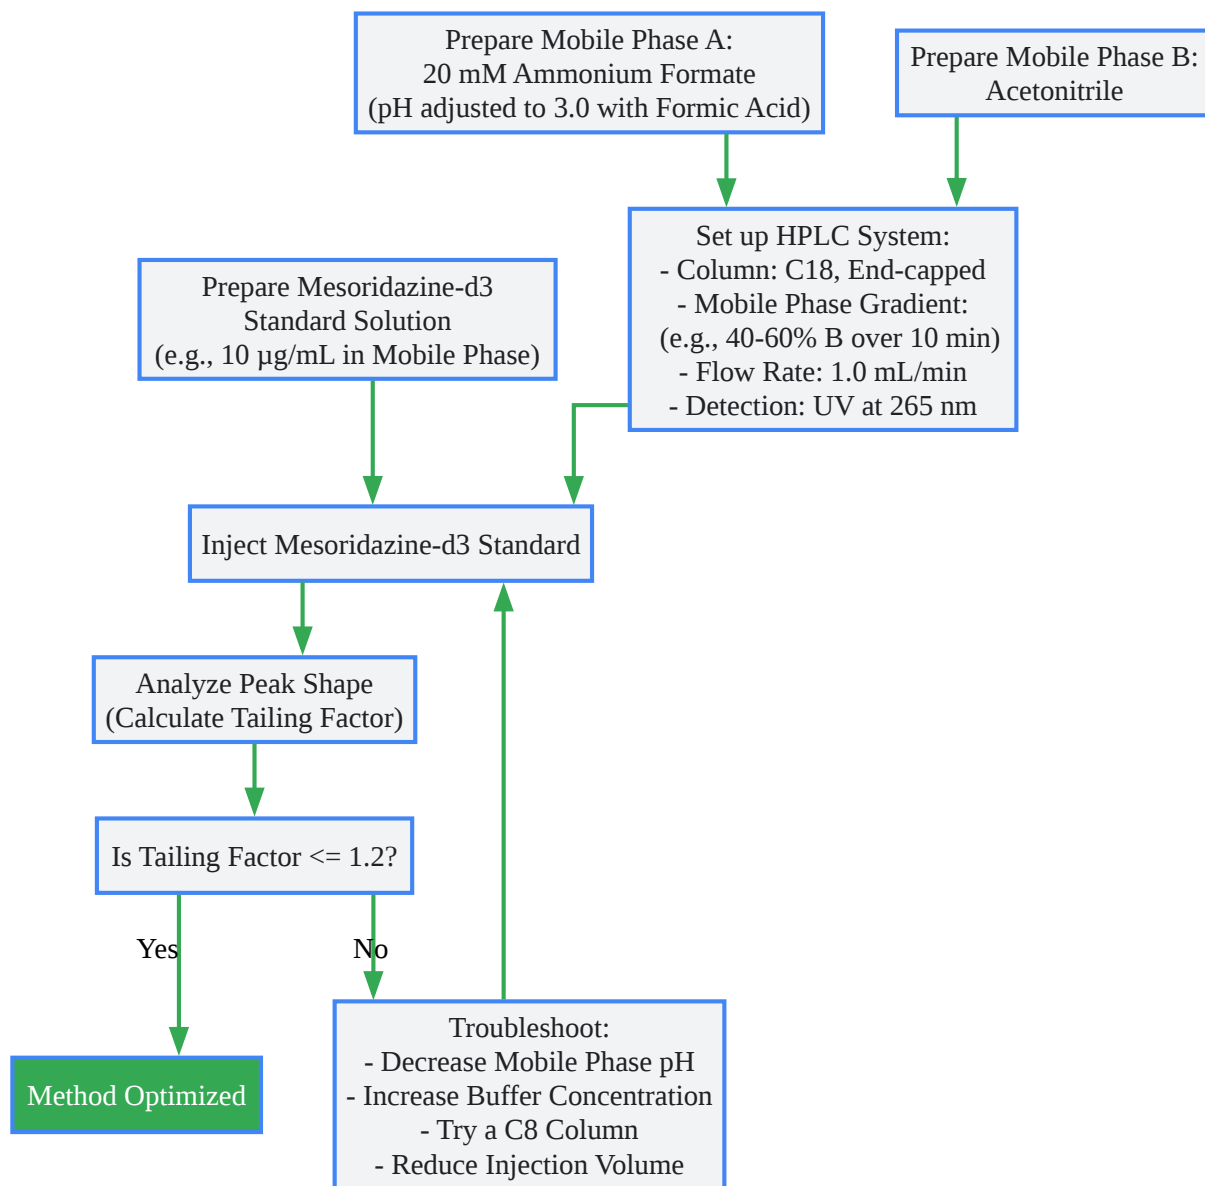 Prepare Mobile Phase A:
20 mM Ammonium Formate
(pH adjusted to 3.0 with Formic Acid)
Prepare Mobile Phase B:
Acetonitrile
Set up HPLC System:
- Column: C18, End-capped
- Mobile Phase Gradient:
(e.g., 40-60% B over 10 min)
- Flow Rate: 1.0 mL/min
- Detection: UV at 265 nm
Prepare Mesoridazine-d3
Standard Solution
(e.g., 10 µg/mL in Mobile Phase)
Inject Mesoridazine-d3 Standard
Analyze Peak Shape
(Calculate Tailing Factor)
Is Tailing Factor <= 1.2?
Yes
No
Troubleshoot:
- Decrease Mobile Phase pH
- Increase Buffer Concentration
- Try a C8 Column
- Reduce Injection Volume
Method Optimized